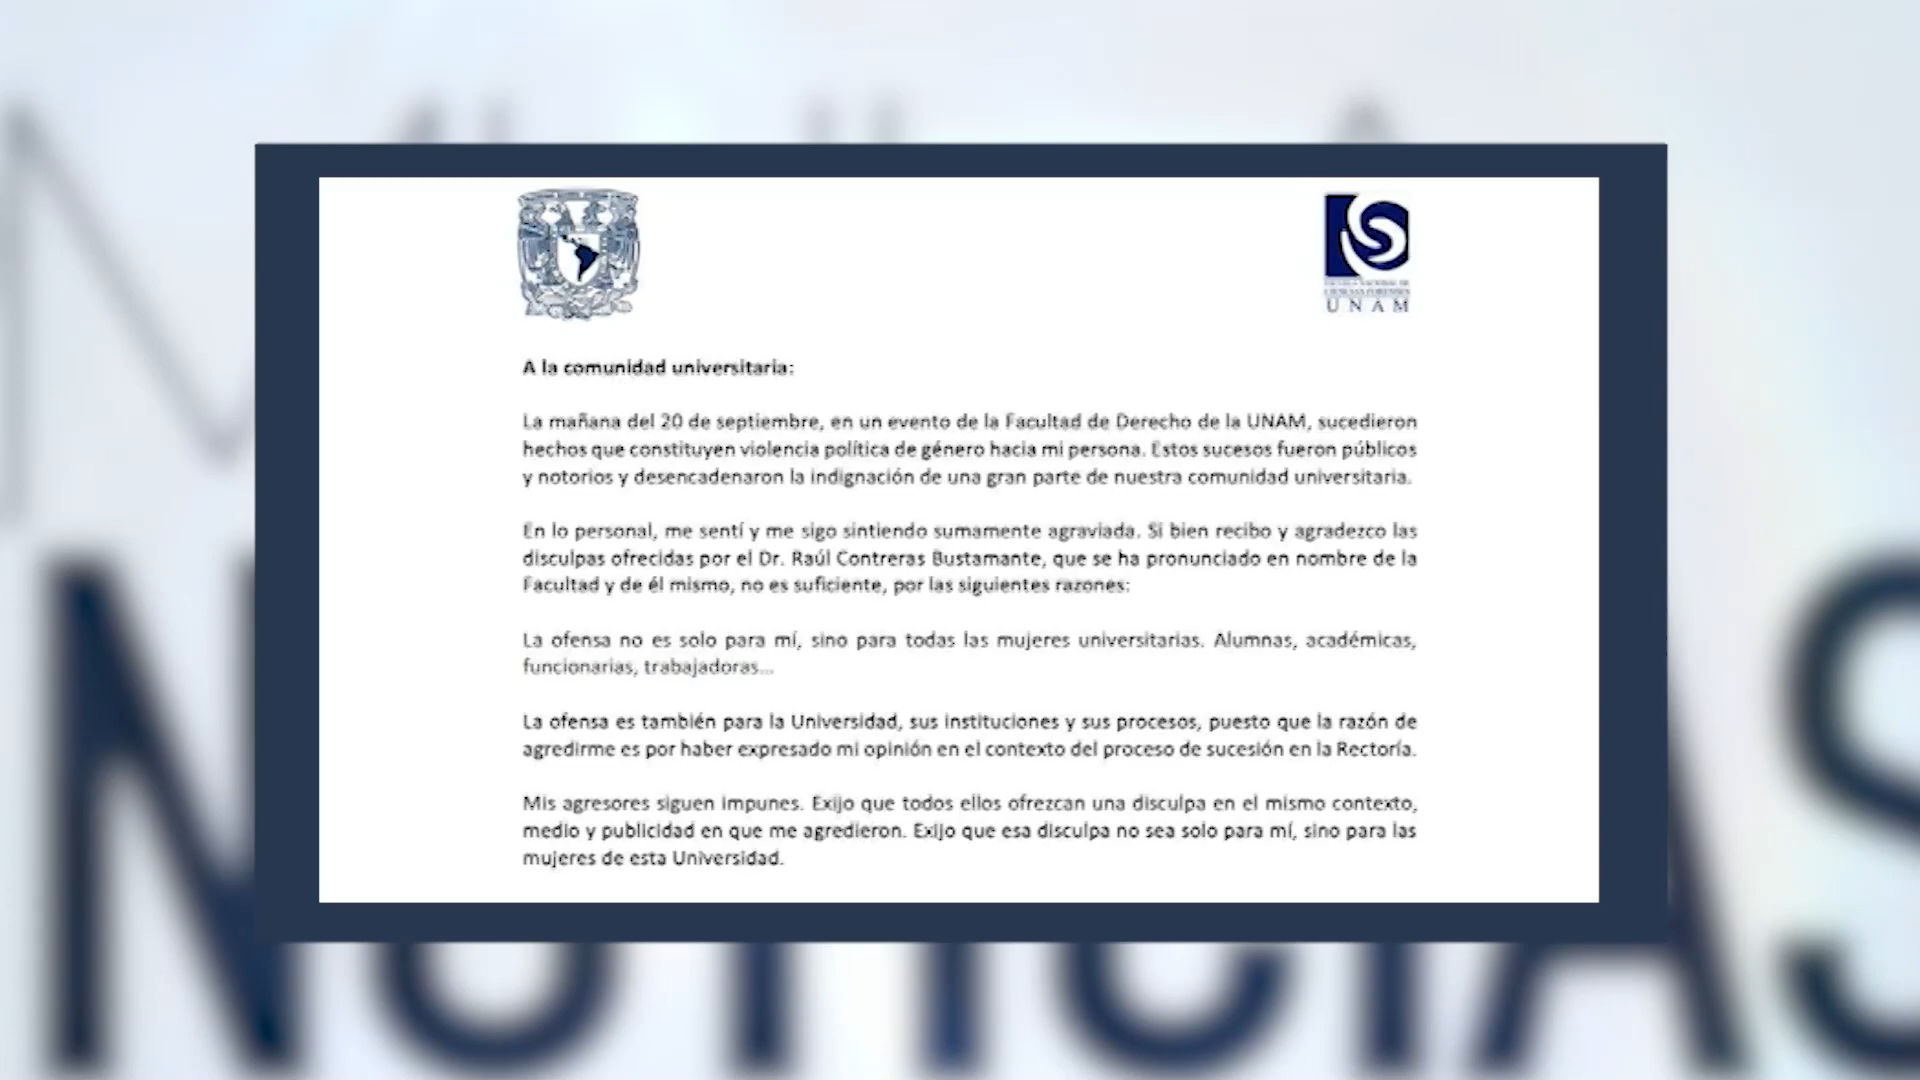 UNAM
A la comunidad universitaria:
La mañana del 20 de septiembre, en un evento de la Facultad de Derecho de la UNAM, sucedieron
hechos que constituyen violencia política de género hacia mi persona. Estos sucesos fueron públicos
y notorios y desencadenaron la indignación de una gran parte de nuestra comunidad universitaria.
En lo personal, me sentí y me sigo sintiendo sumamente agraviada. Si bien recibo y agradezco las
disculpas ofrecidas por el Dr. Raúl Contreras Bustamante, que se ha pronunciado en nombre de la
Facultad y de él mismo, no es suficiente, por las siguientes razones:
La ofensa no es solo para mí, sino para todas las mujeres universitarias. Alumnas, académicas,
funcionarias, trabajadoras...
La ofensa es también para la Universidad, sus instituciones y sus procesos, puesto que la razón de
agredirme es por haber expresado mi opinión en el contexto del proceso de sucesión en la Rectoría.
Mis agresores siguen impunes. Exijo que todos ellos ofrezcan una disculpa en el mismo contexto,
medio y publicidad en que me agredieron. Exijo que esa disculpa no sea solo para mí, sino para las
mujeres de esta Universidad.
NOTICIAS